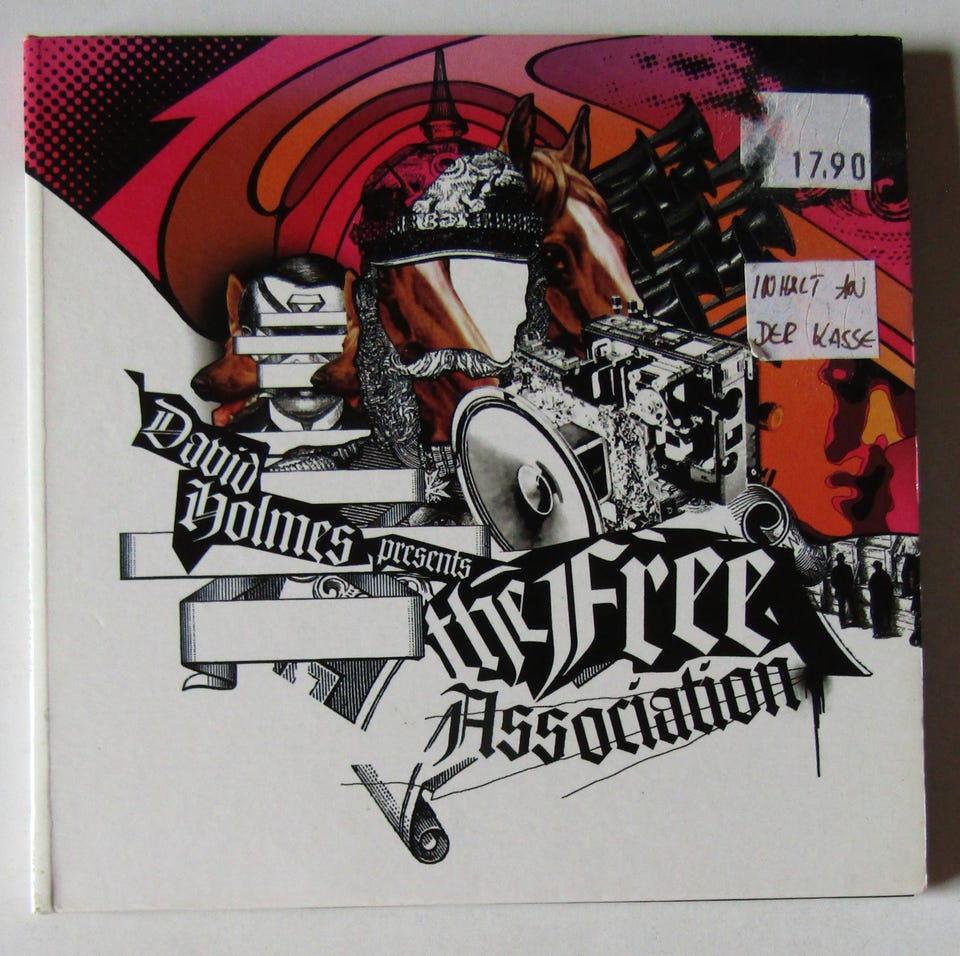 17.90
INHALT AN
DER KASSE
David
Holmes
presents
the Free
Association